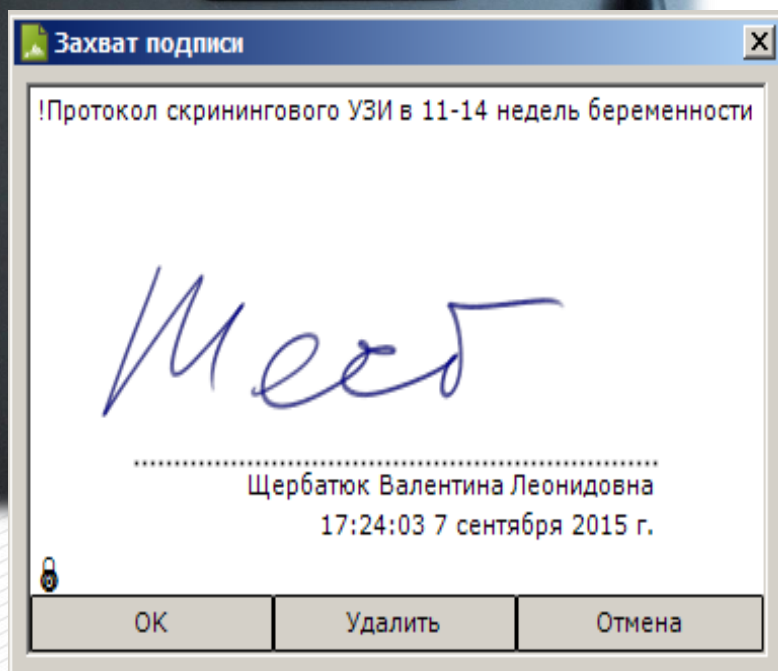 Захват подписи
!Протокол скринингового УЗИ в 11-14 недель беременности
Щербатюк Валентина Леонидовна
17:24:03 7 сентября 2015 г.
ОК
Удалить
Отмена